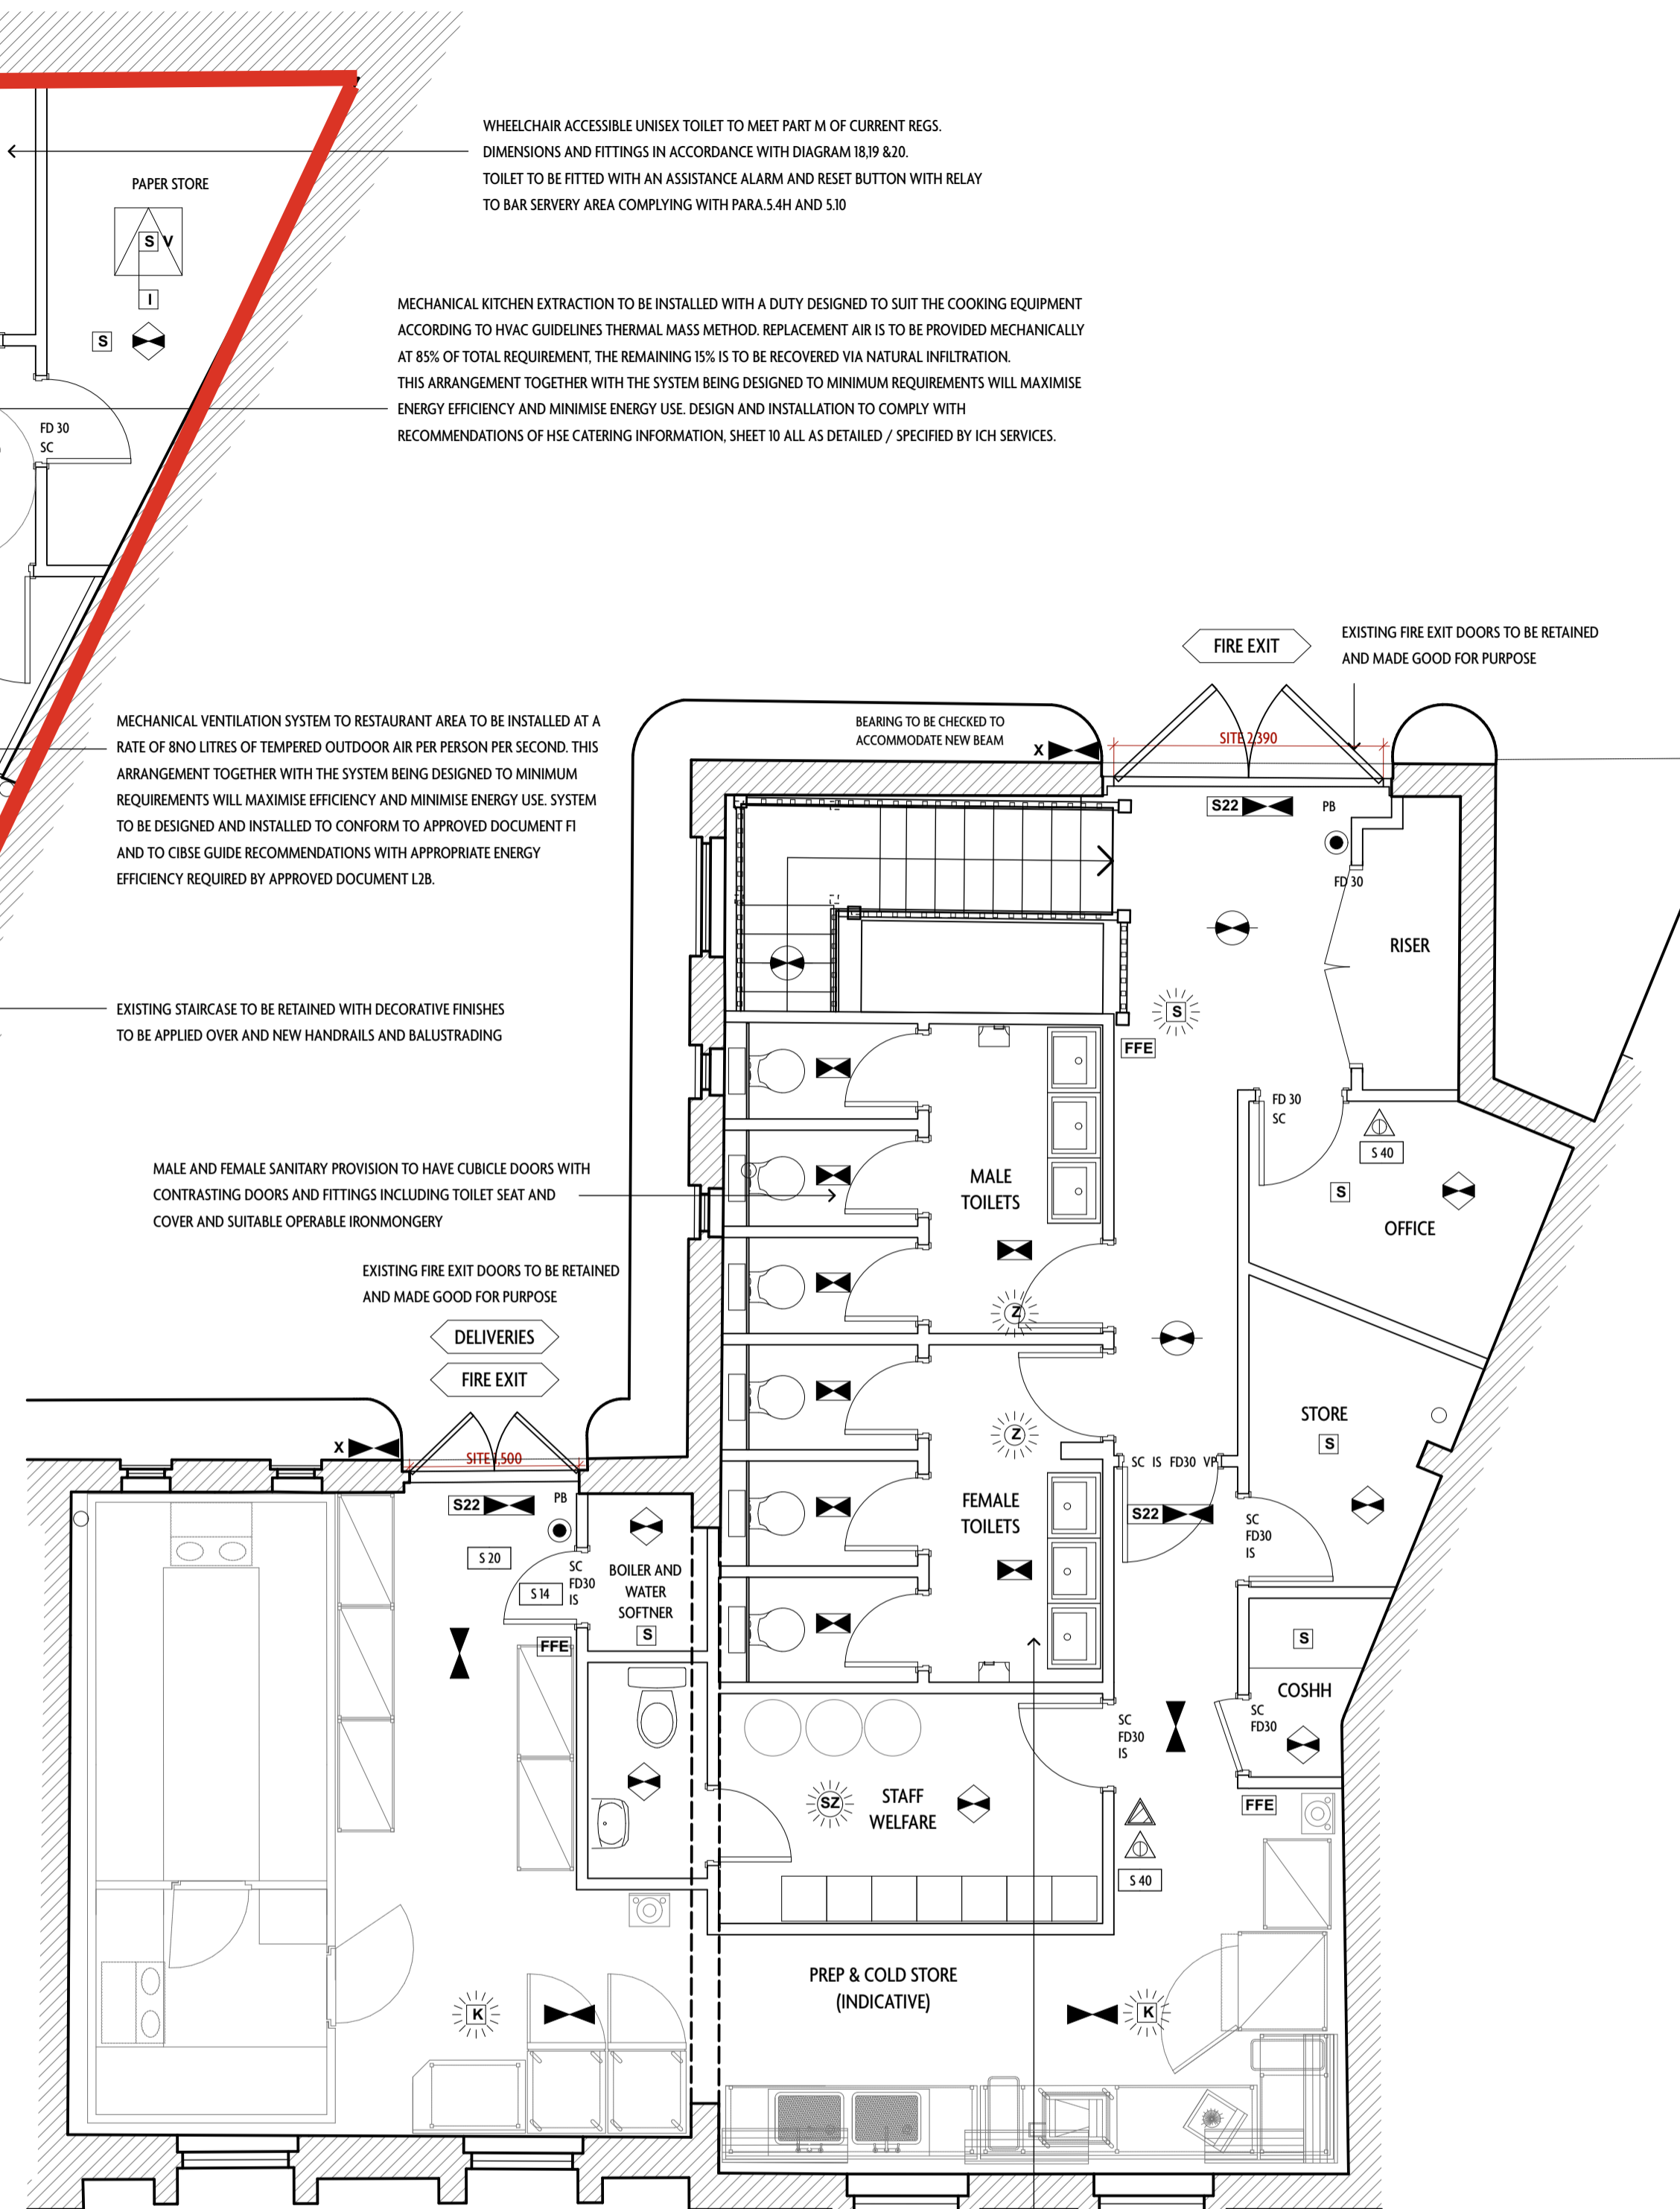 WHEELCHAIR ACCESSIBLE UNISEX TOILET TO MEET PART M OF CURRENT REGS.
DIMENSIONS AND FITTINGS IN ACCORDANCE WITH DIAGRAM 18,19 &20.
TOILET TO BE FITTED WITH AN ASSISTANCE ALARM AND RESET BUTTON WITH RELAY
TO BAR SERVERY AREA COMPLYING WITH PARA.5.4H AND 5.10
PAPER STORE
S V
I
S
FD 30
SC
MECHANICAL KITCHEN EXTRACTION TO BE INSTALLED WITH A DUTY DESIGNED TO SUIT THE COOKING EQUIPMENT
ACCORDING TO HVAC GUIDELINES THERMAL MASS METHOD. REPLACEMENT AIR IS TO BE PROVIDED MECHANICALLY
AT 85% OF TOTAL REQUIREMENT, THE REMAINING 15% IS TO BE RECOVERED VIA NATURAL INFILTRATION.
THIS ARRANGEMENT TOGETHER WITH THE SYSTEM BEING DESIGNED TO MINIMUM REQUIREMENTS WILL MAXIMISE
ENERGY EFFICIENCY AND MINIMISE ENERGY USE. DESIGN AND INSTALLATION TO COMPLY WITH
RECOMMENDATIONS OF HSE CATERING INFORMATION, SHEET 10 ALL AS DETAILED / SPECIFIED BY ICH SERVICES.
FIRE EXIT
EXISTING FIRE EXIT DOORS TO BE RETAINED
AND MADE GOOD FOR PURPOSE
MECHANICAL VENTILATION SYSTEM TO RESTAURANT AREA TO BE INSTALLED AT A
RATE OF 8NO LITRES OF TEMPERED OUTDOOR AIR PER PERSON PER SECOND. THIS
ARRANGEMENT TOGETHER WITH THE SYSTEM BEING DESIGNED TO MINIMUM
REQUIREMENTS WILL MAXIMISE EFFICIENCY AND MINIMISE ENERGY USE. SYSTEM
TO BE DESIGNED AND INSTALLED TO CONFORM TO APPROVED DOCUMENT F1
AND TO CIBSE GUIDE RECOMMENDATIONS WITH APPROPRIATE ENERGY
EFFICIENCY REQUIRED BY APPROVED DOCUMENT L2B.
BEARING TO BE CHECKED TO
ACCOMMODATE NEW BEAM
X
SITE 2,390
S22
PB
FD 30
RISER
S
FFE
EXISTING STAIRCASE TO BE RETAINED WITH DECORATIVE FINISHES
TO BE APPLIED OVER AND NEW HANDRAILS AND BALUSTRADING
FD 30
SC
S 40
S
OFFICE
MALE AND FEMALE SANITARY PROVISION TO HAVE CUBICLE DOORS WITH
CONTRASTING DOORS AND FITTINGS INCLUDING TOILET SEAT AND
COVER AND SUITABLE OPERABLE IRONMONGERY
MALE
TOILETS
Z
EXISTING FIRE EXIT DOORS TO BE RETAINED
AND MADE GOOD FOR PURPOSE
DELIVERIES
FIRE EXIT
Z
STORE
S
X
SITE 1,500
SC IS FD30 VP
S22
PB
S 20
S 14
SC
FD30
IS
BOILER AND
WATER
SOFTNER
S
FFE
FEMALE
TOILETS
S22
SC
FD30
IS
S
COSHH
SC
FD30
SC
FD30
IS
SZ
STAFF
WELFARE
FFE
S 40
PREP & COLD STORE
(INDICATIVE)
K
K